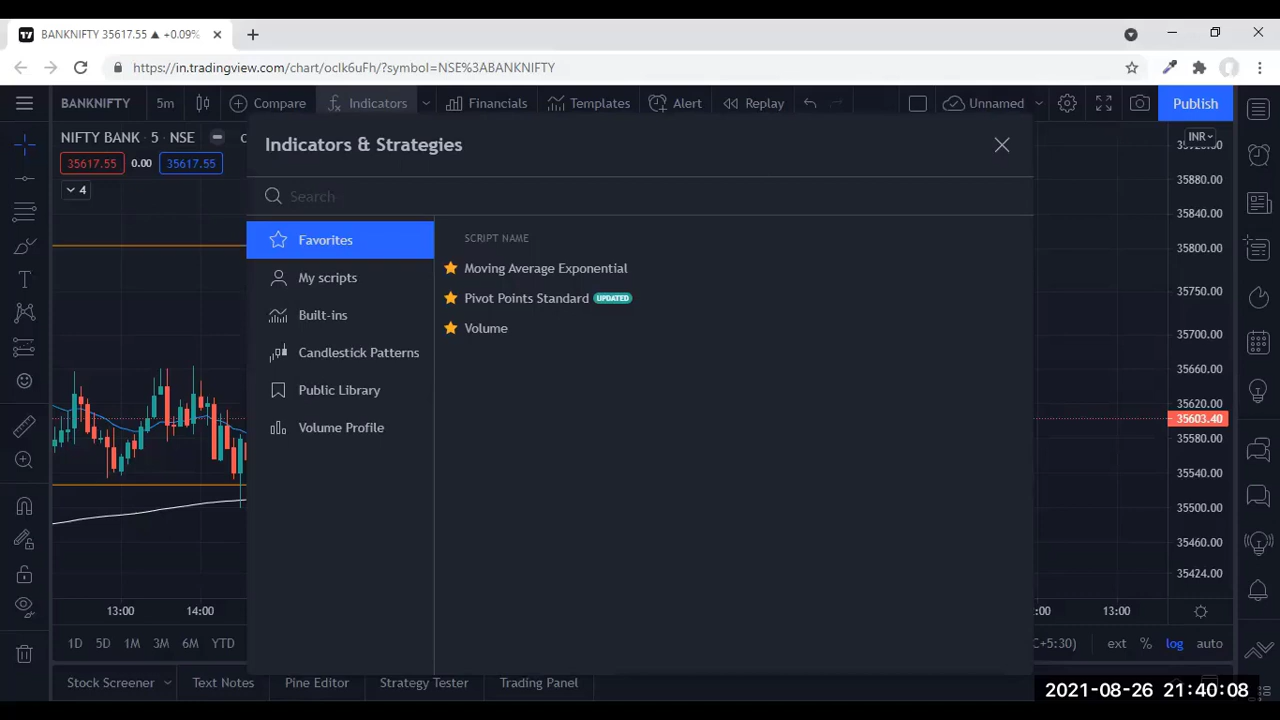 BANKNIFTY 35617.55 ▲ +0.09%
https://in.tradingview.com/chart/oclk6uFh/?symbol=NSE%3ABANKNIFTY
BANKNIFTY 5m Compare Indicators Financials Templates Alert Replay Unnamed Publish
NIFTY BANK · 5 · NSE
INR
35617.55 0.00 35617.55
4
Indicators & Strategies
Search
Favorites
My scripts
Built-ins
Candlestick Patterns
Public Library
Volume Profile
SCRIPT NAME
Moving Average Exponential
Pivot Points Standard UPDATED
Volume
35880.00
35840.00
35800.00
35750.00
35700.00
35660.00
35620.00
35603.40
35580.00
35540.00
35500.00
35460.00
35424.00
13:00 14:00 :00 13:00
1D 5D 1M 3M 6M YTD C+5:30) ext % log auto
Stock Screener Text Notes Pine Editor Strategy Tester Trading Panel
2021-08-26 21:40:08